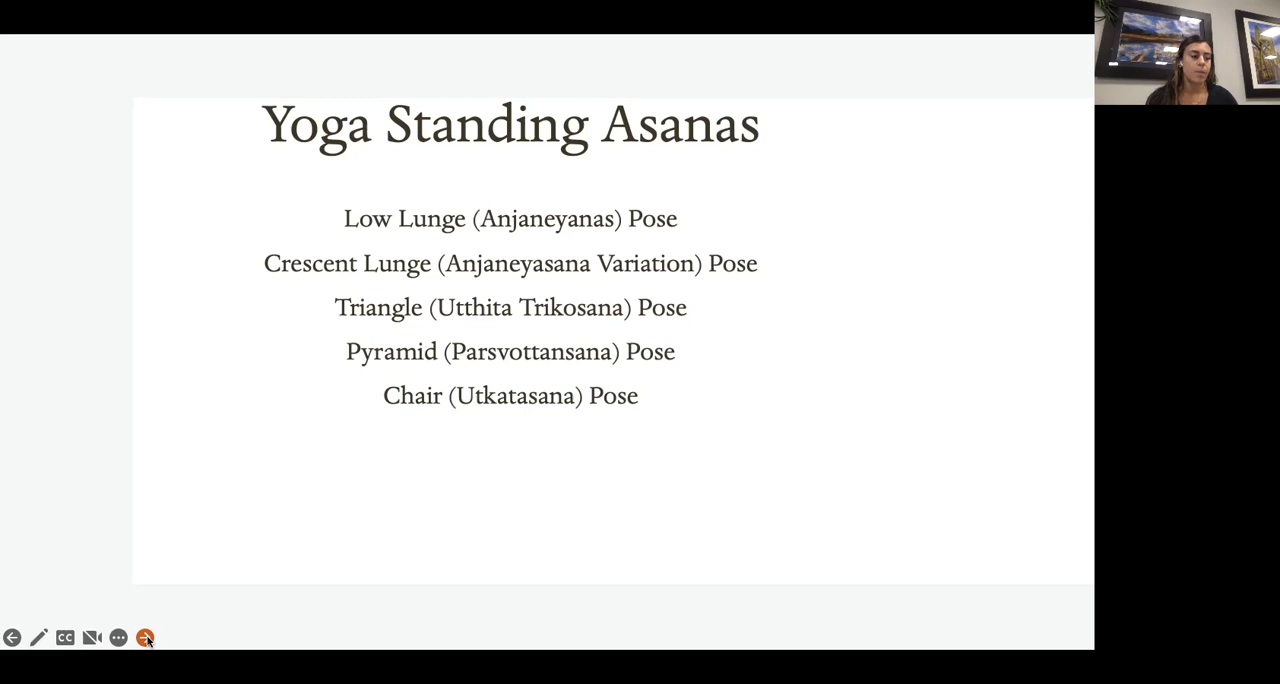 Yoga Standing Asanas
Low Lunge (Anjaneyanas) Pose
Crescent Lunge (Anjaneyasana Variation) Pose
Triangle (Utthita Trikosana) Pose
Pyramid (Parsvottansana) Pose
Chair (Utkatasana) Pose
CC